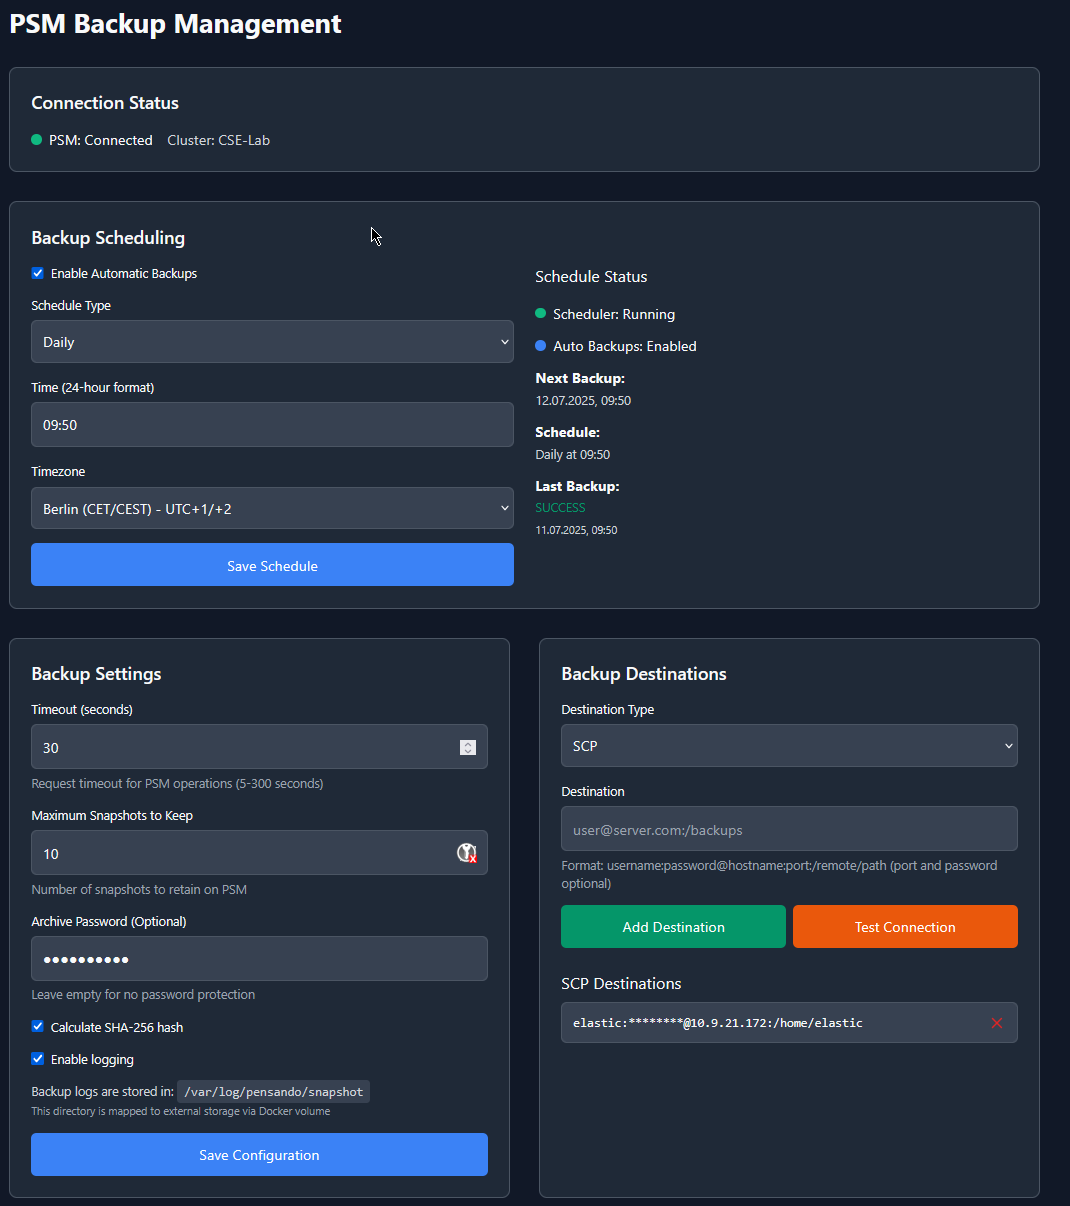 PSM Backup Management
Connection Status
PSM: Connected Cluster: CSE-Lab
Backup Scheduling
Enable Automatic Backups
Schedule Type
Daily
Time (24-hour format)
09:50
Timezone
Berlin (CET/CEST) - UTC+1/+2
Save Schedule
Schedule Status
Scheduler: Running
Auto Backups: Enabled
Next Backup:
12.07.2025, 09:50
Schedule:
Daily at 09:50
Last Backup:
SUCCESS
11.07.2025, 09:50
Backup Settings
Timeout (seconds)
30
Request timeout for PSM operations (5-300 seconds)
Maximum Snapshots to Keep
10
Number of snapshots to retain on PSM
Archive Password (Optional)
••••••••••
Leave empty for no password protection
Calculate SHA-256 hash
Enable logging
Backup logs are stored in: /var/log/pensando/snapshot
This directory is mapped to external storage via Docker volume
Save Configuration
Backup Destinations
Destination Type
SCP
Destination
user@server.com:/backups
Format: username:password@hostname:port:/remote/path (port and password
optional)
Add Destination Test Connection
SCP Destinations
elastic:********@10.9.21.172:/home/elastic